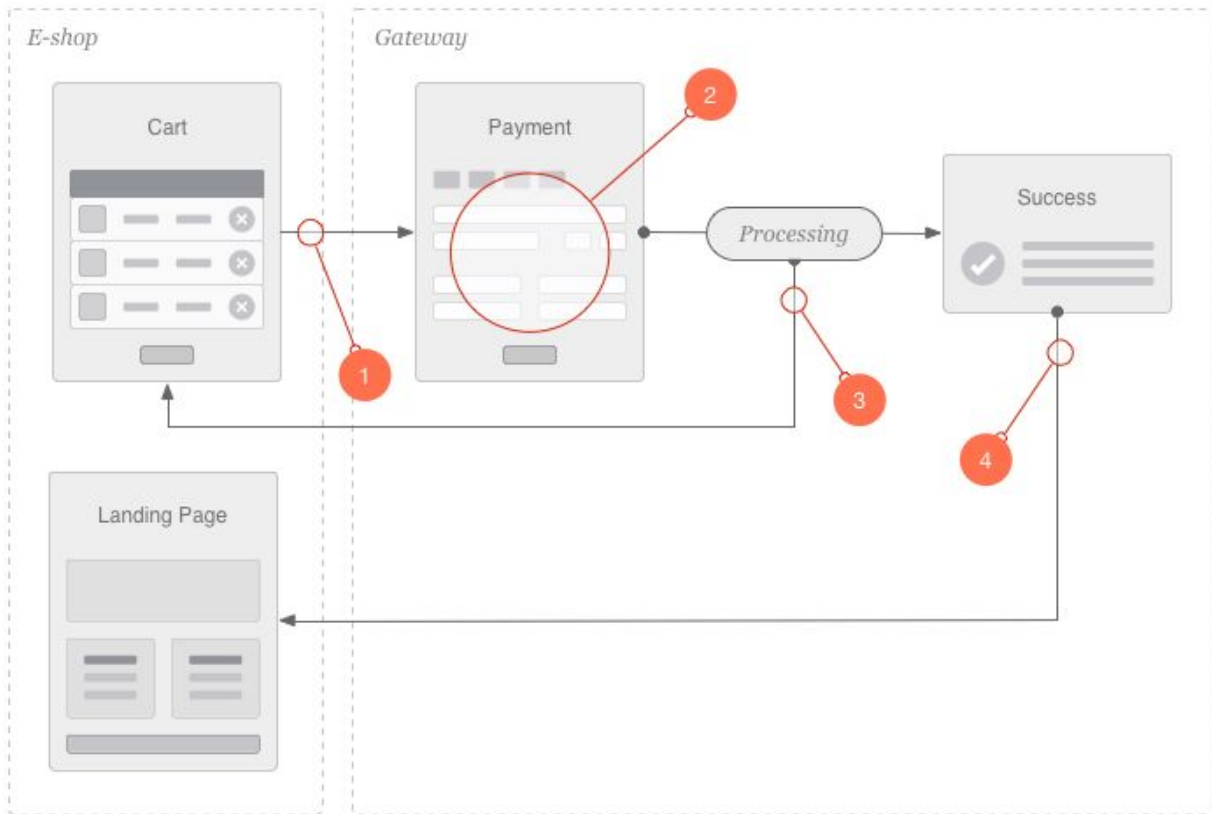 E-shop
Gateway
Cart
Payment
2
Success
Processing
1
3
4
Landing Page